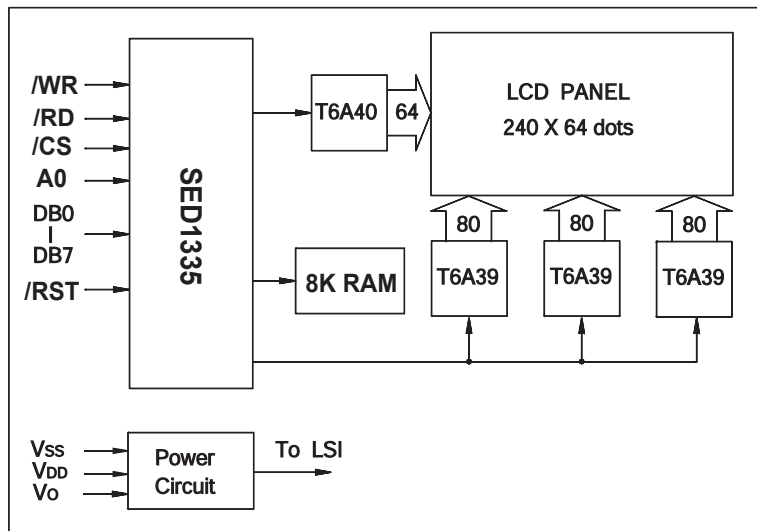 /WR
/RD
/CS
A0
DB0
DB7
/RST
SED1335
T6A40
64
LCD PANEL
240 X 64 dots
80
80
80
T6A39
T6A39
T6A39
8K RAM
VSS
VDD
VO
Power
Circuit
To LSI